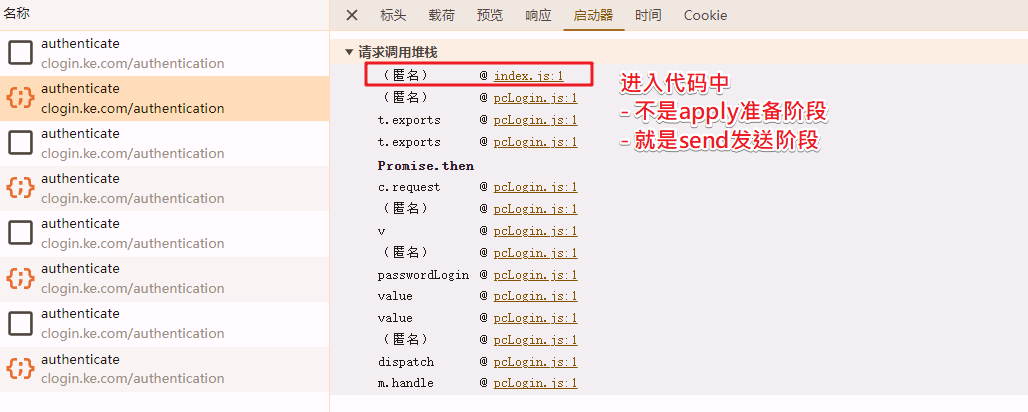 名称
authenticate
clogin.ke.com/authentication
authenticate
clogin.ke.com/authentication
authenticate
clogin.ke.com/authentication
authenticate
clogin.ke.com/authentication
authenticate
clogin.ke.com/authentication
authenticate
clogin.ke.com/authentication
authenticate
clogin.ke.com/authentication
authenticate
clogin.ke.com/authentication
标头 载荷 预览 响应 启动器 时间 Cookie
请求调用堆栈
（匿名） @ index.js:1
（匿名） @ pcLogin.js:1
t.exports @ pcLogin.js:1
t.exports @ pcLogin.js:1
Promise.then
c.request @ pcLogin.js:1
（匿名） @ pcLogin.js:1
v @ pcLogin.js:1
（匿名） @ pcLogin.js:1
passwordLogin @ pcLogin.js:1
value @ pcLogin.js:1
value @ pcLogin.js:1
（匿名） @ pcLogin.js:1
dispatch @ pcLogin.js:1
m.handle @ pcLogin.js:1
进入代码中
- 不是apply准备阶段
- 就是send发送阶段